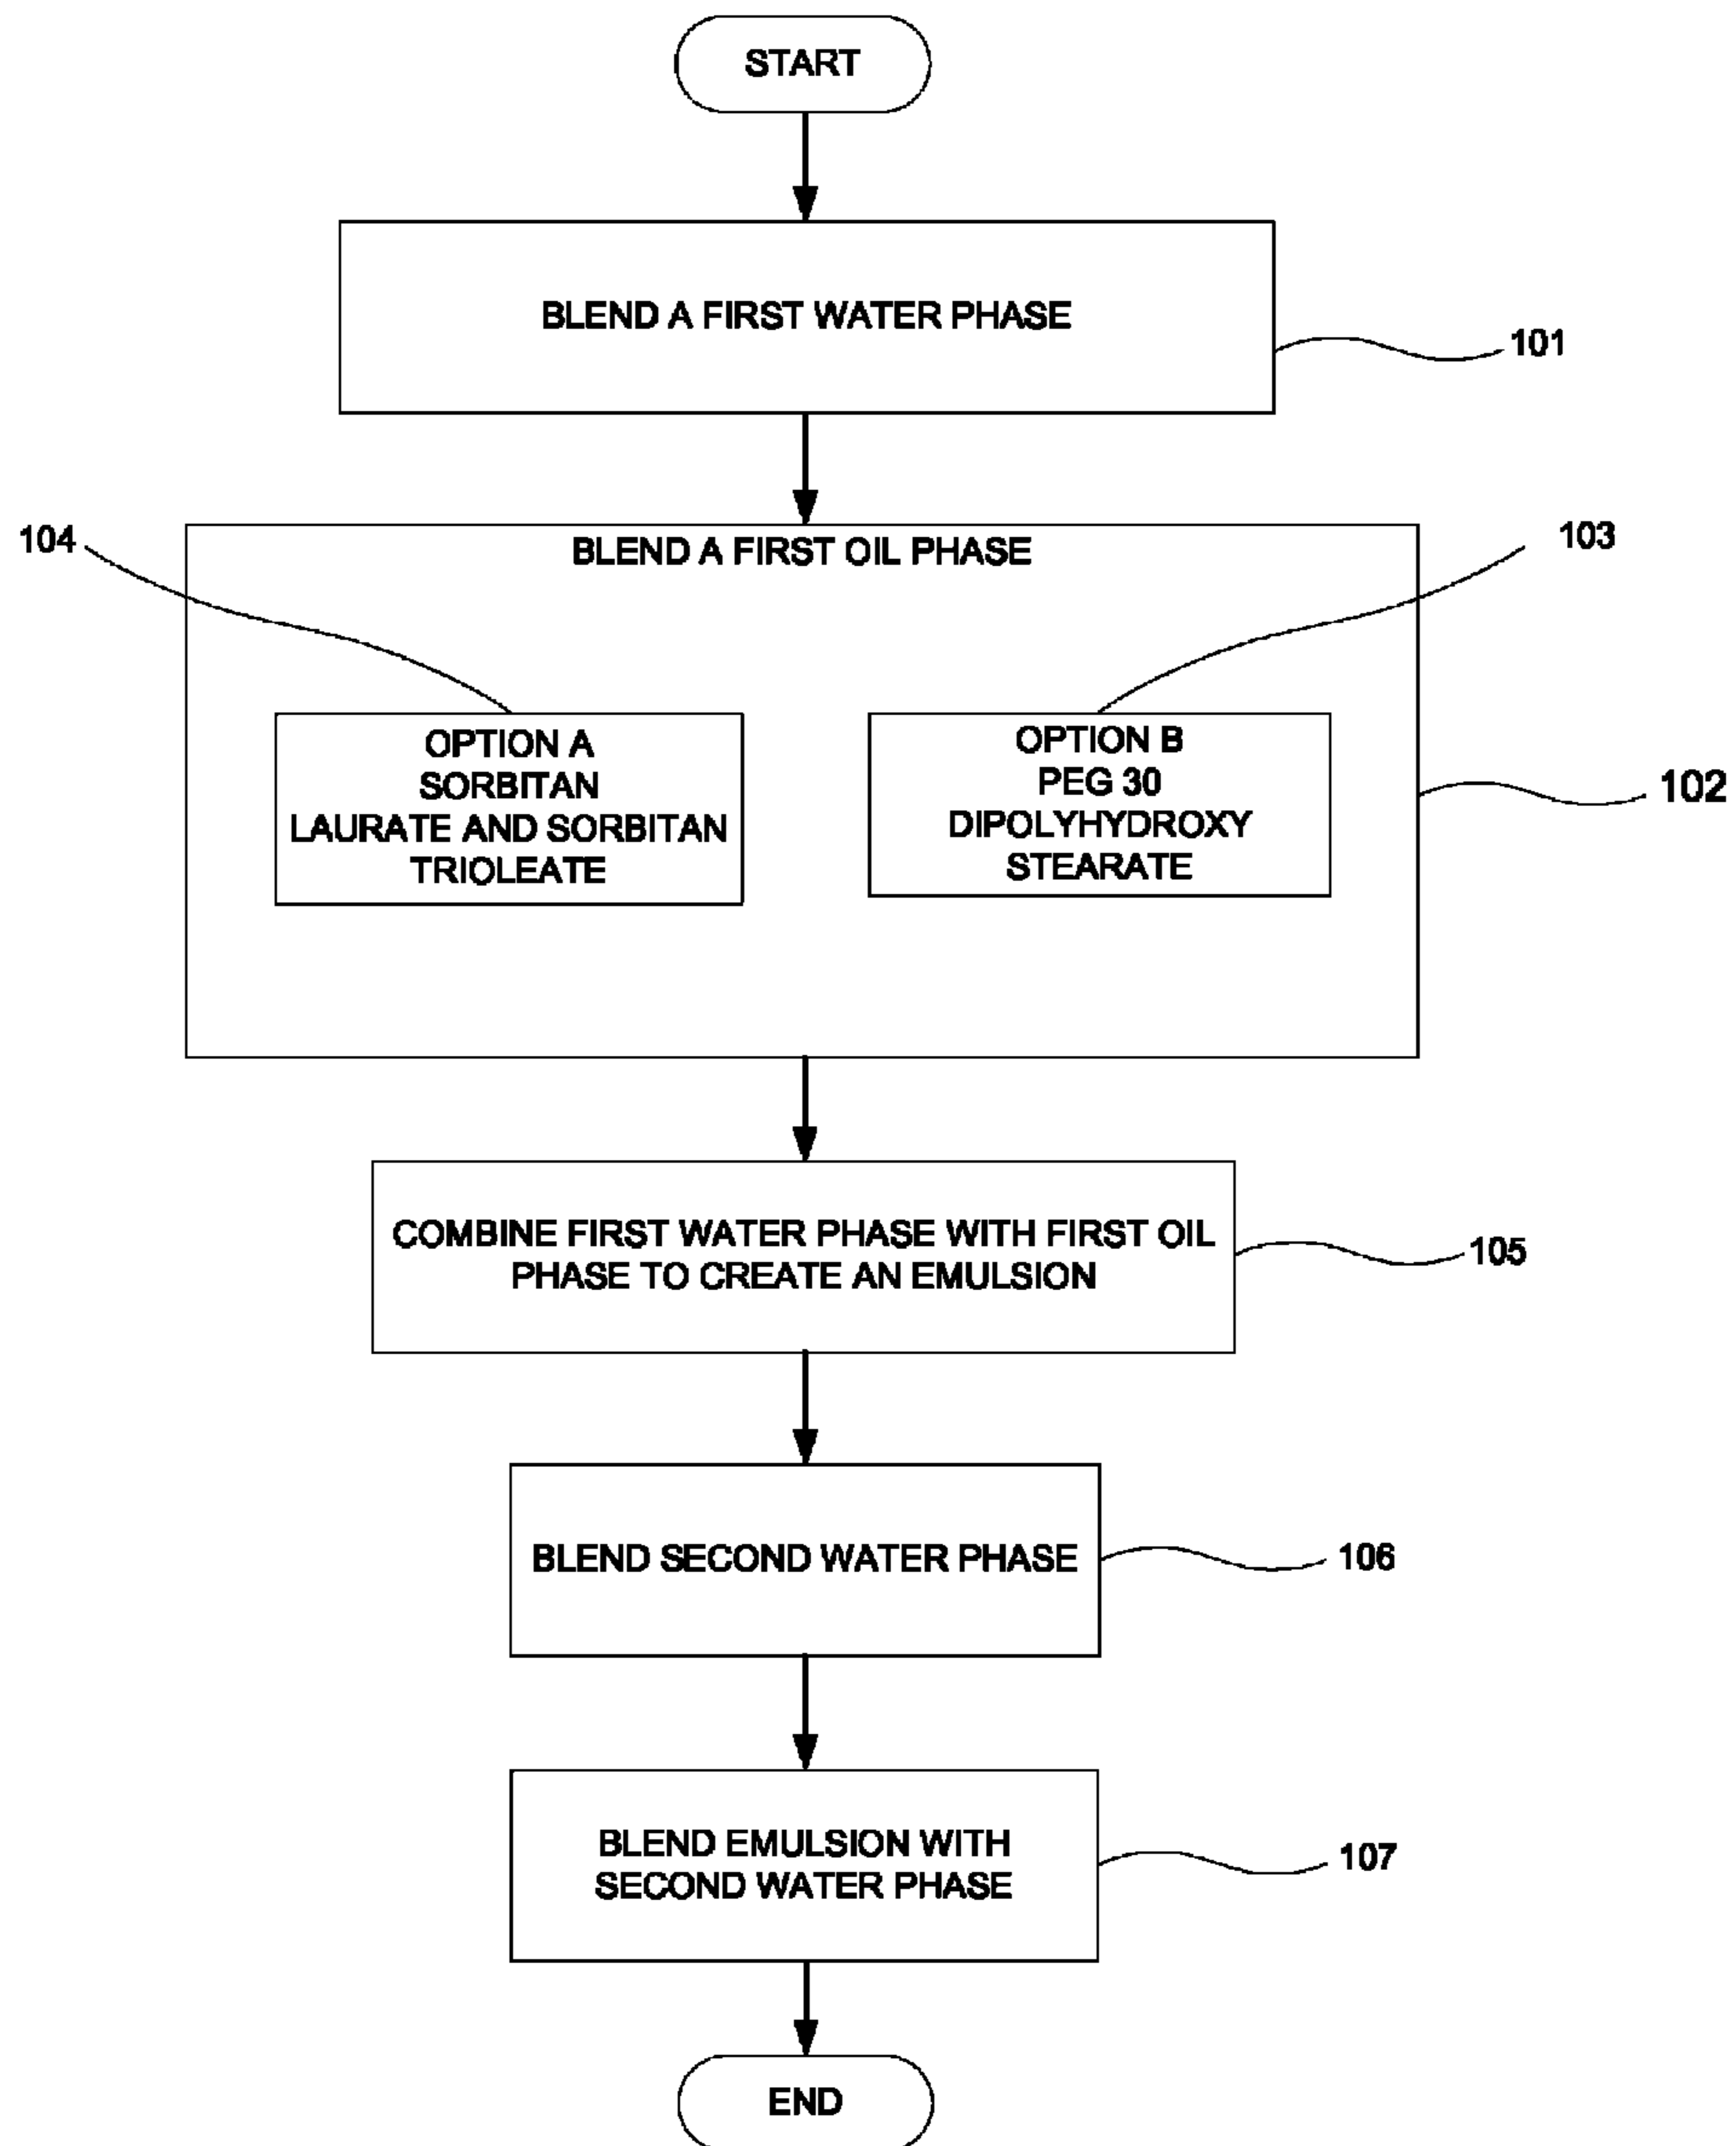 START
BLEND A FIRST WATER PHASE
101
104
BLEND A FIRST OIL PHASE
103
OPTION A
SORBITAN
LAURATE AND SORBITAN
TRIOLEATE
OPTION B
PEG 30
DIPOLYHYDROXY
STEARATE
102
COMBINE FIRST WATER PHASE WITH FIRST OIL
PHASE TO CREATE AN EMULSION
105
BLEND SECOND WATER PHASE
106
BLEND EMULSION WITH
SECOND WATER PHASE
107
END